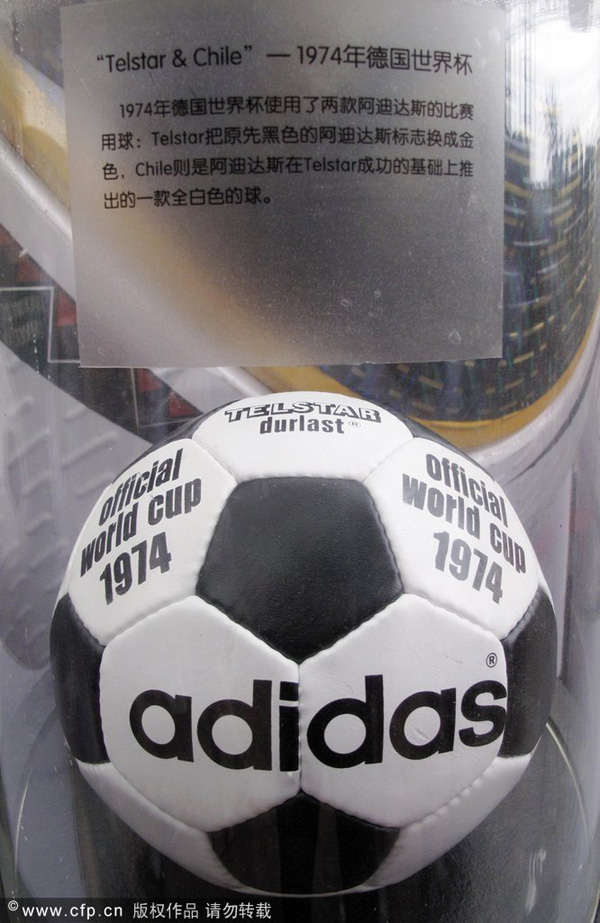 “Telstar & Chile” — 1974年德国世界杯
1974年德国世界杯使用了两款阿迪达斯的比赛
用球：Telstar把原先黑色的阿迪达斯标志换成金
色，Chile则是阿迪达斯在Telstar成功的基础上推
出的一款全白色的球。
TELSTAR
durlast®
official
world cup
1974
official
world cup
1974
adidas®
©www.cfp.cn 版权作品 请勿转载